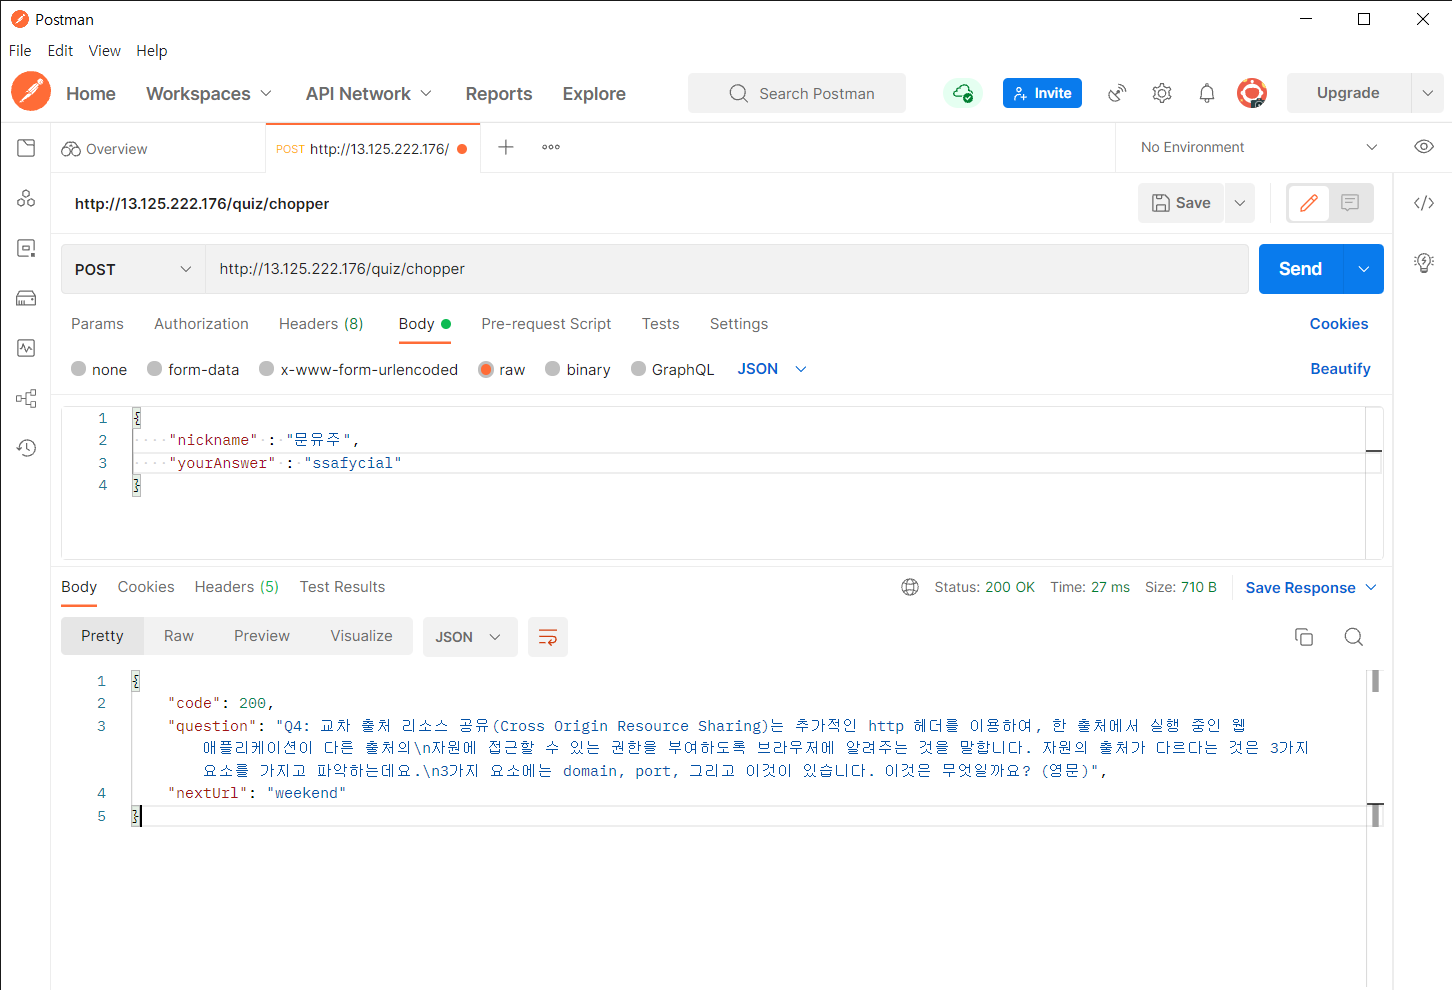 Postman
File Edit View Help
Home Workspaces API Network Reports Explore Search Postman Invite Upgrade
Overview POST http://13.125.222.176/ No Environment
http://13.125.222.176/quiz/chopper Save
POST http://13.125.222.176/quiz/chopper Send
Params Authorization Headers (8) Body Pre-request Script Tests Settings Cookies
none form-data x-www-form-urlencoded raw binary GraphQL JSON Beautify
1 {
2 "nickname" : "문유주",
3 "yourAnswer" : "ssafycial"
4 }
Body Cookies Headers (5) Test Results Status: 200 OK Time: 27 ms Size: 710 B Save Response
Pretty Raw Preview Visualize JSON
1 {
2 "code": 200,
3 "question": "Q4: 교차 출처 리소스 공유(Cross Origin Resource Sharing)는 추가적인 http 헤더를 이용하여, 한 출처에서 실행 중인 웹
애플리케이션이 다른 출처의\n자원에 접근할 수 있는 권한을 부여하도록 브라우저에 알려주는 것을 말합니다. 자원의 출처가 다르다는 것은 3가지
요소를 가지고 파악하는데요.\n3가지 요소에는 domain, port, 그리고 이것이 있습니다. 이것은 무엇일까요? (영문)",
4 "nextUrl": "weekend"
5 }